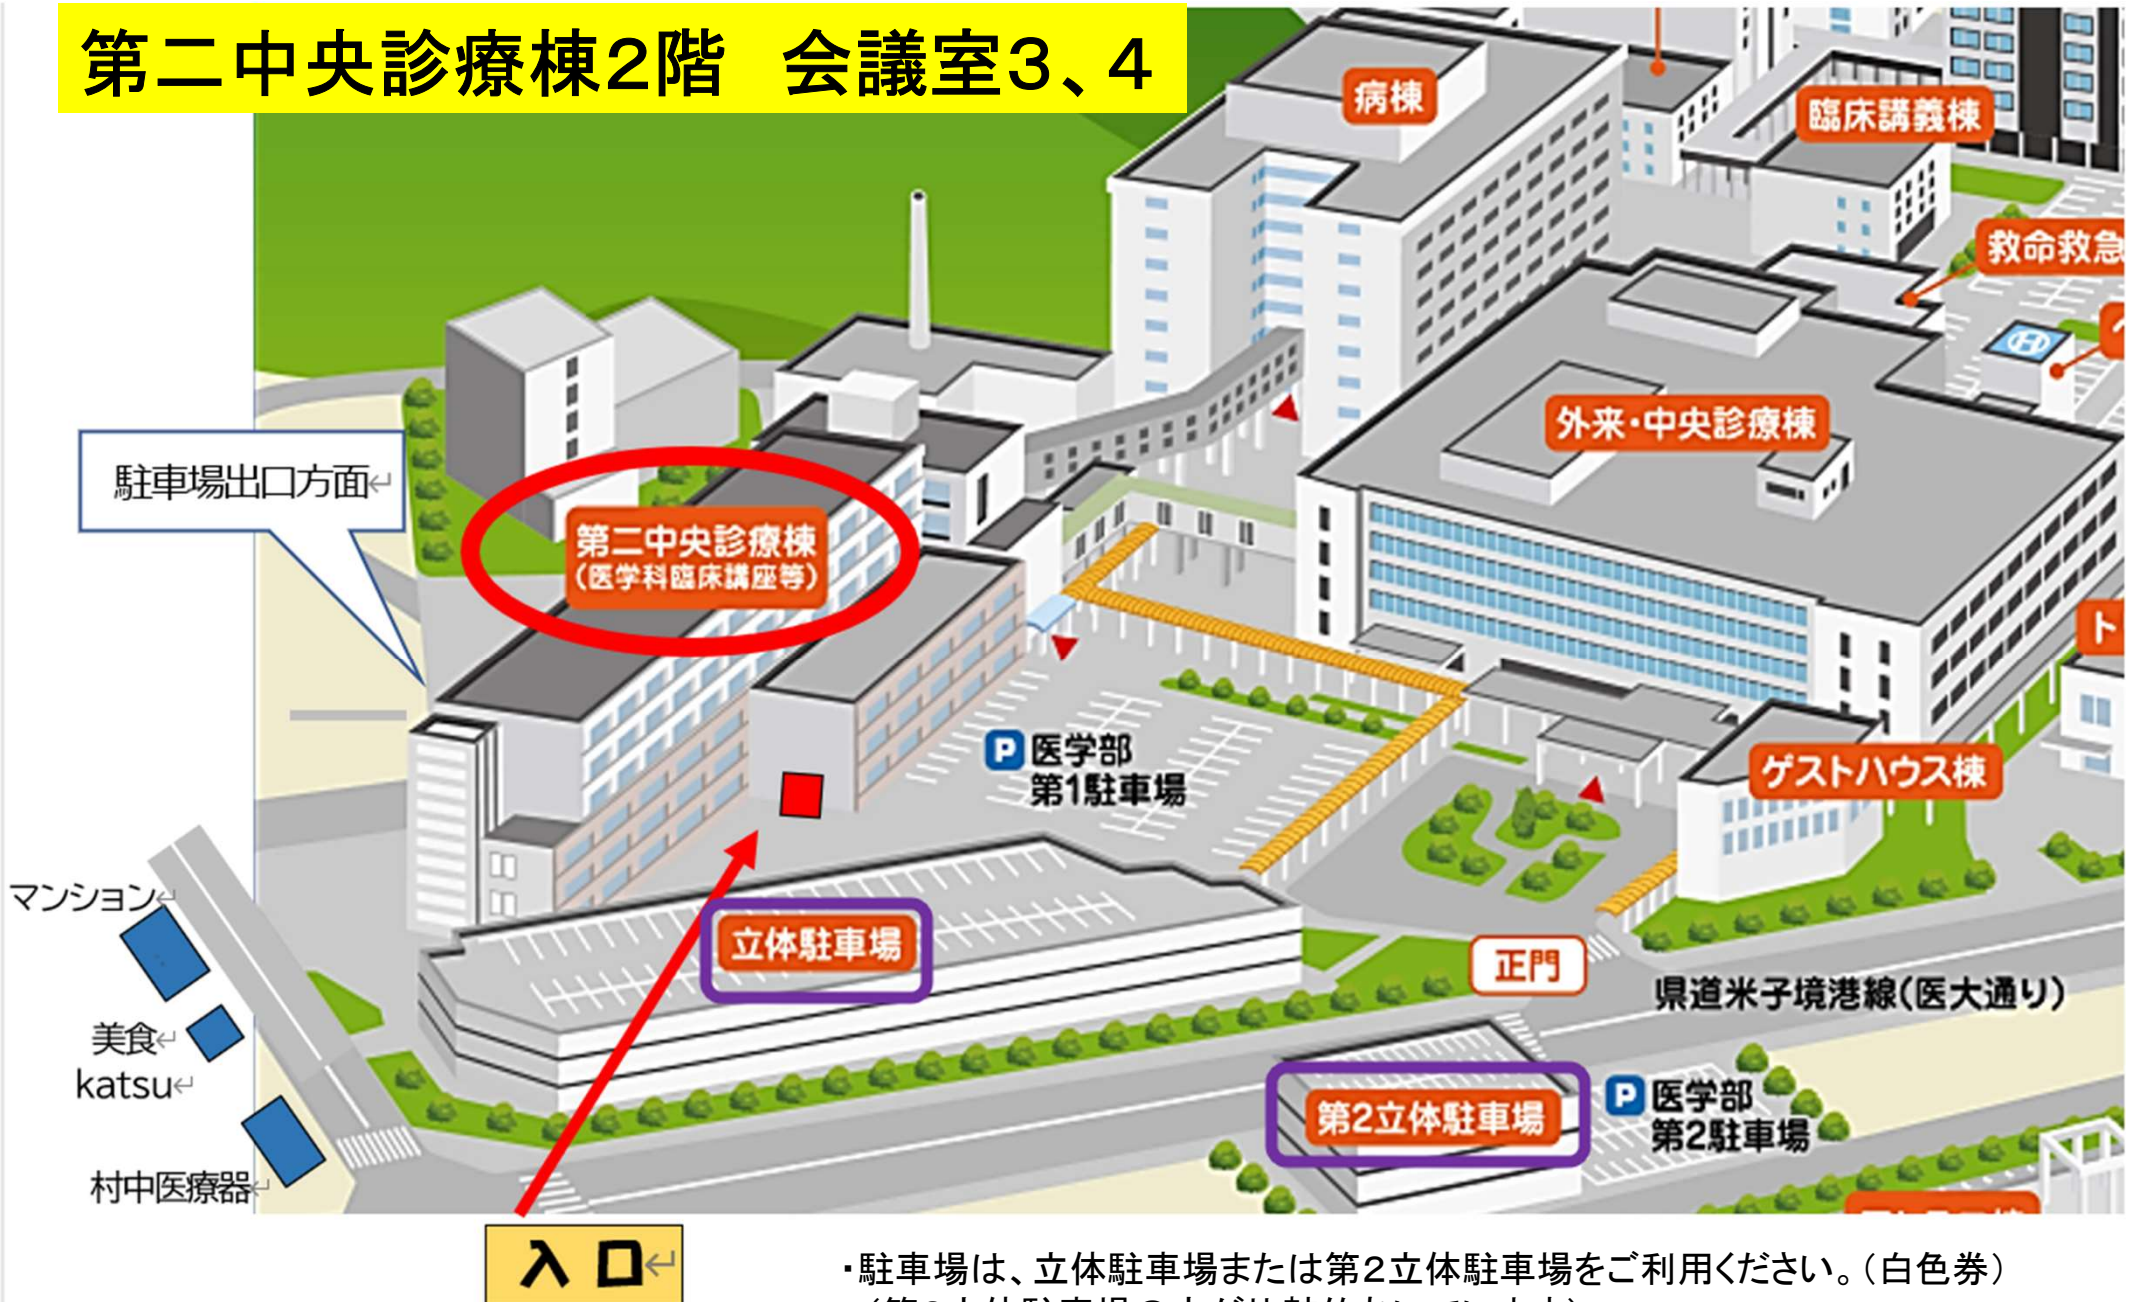 第二中央診療棟2階　会議室3、4
病棟
臨床講義棟
救命救急
外来・中央診療棟
駐車場出口方面
第二中央診療棟
（医学科臨床講座等）
ト
P 医学部
第1駐車場
ゲストハウス棟
マンション
立体駐車場
正門
県道米子境港線（医大通り）
美食
katsu
第2立体駐車場
P 医学部
第2駐車場
村中医療器
入口
・駐車場は、立体駐車場または第2立体駐車場をご利用ください。（白色券）